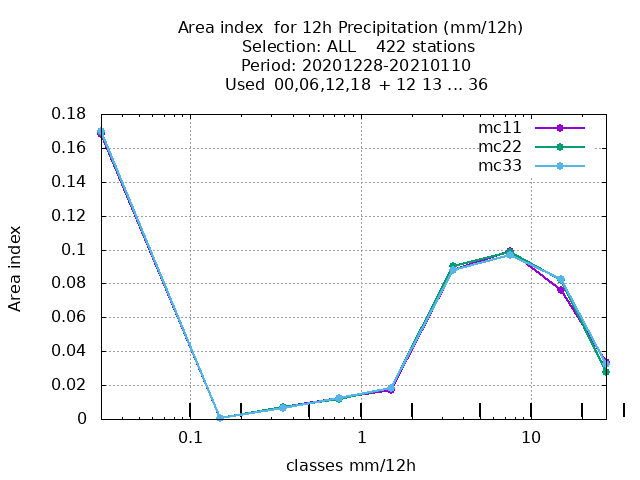 Area index  for 12h Precipitation (mm/12h)
Selection: ALL    422 stations
Period: 20201228-20210110
Used  00,06,12,18  + 12 13 ... 36
mc11
mc22
mc33
0.18
0.16
0.14
0.12
0.1
0.08
0.06
0.04
0.02
0
Area index
0.1
1
10
classes mm/12h